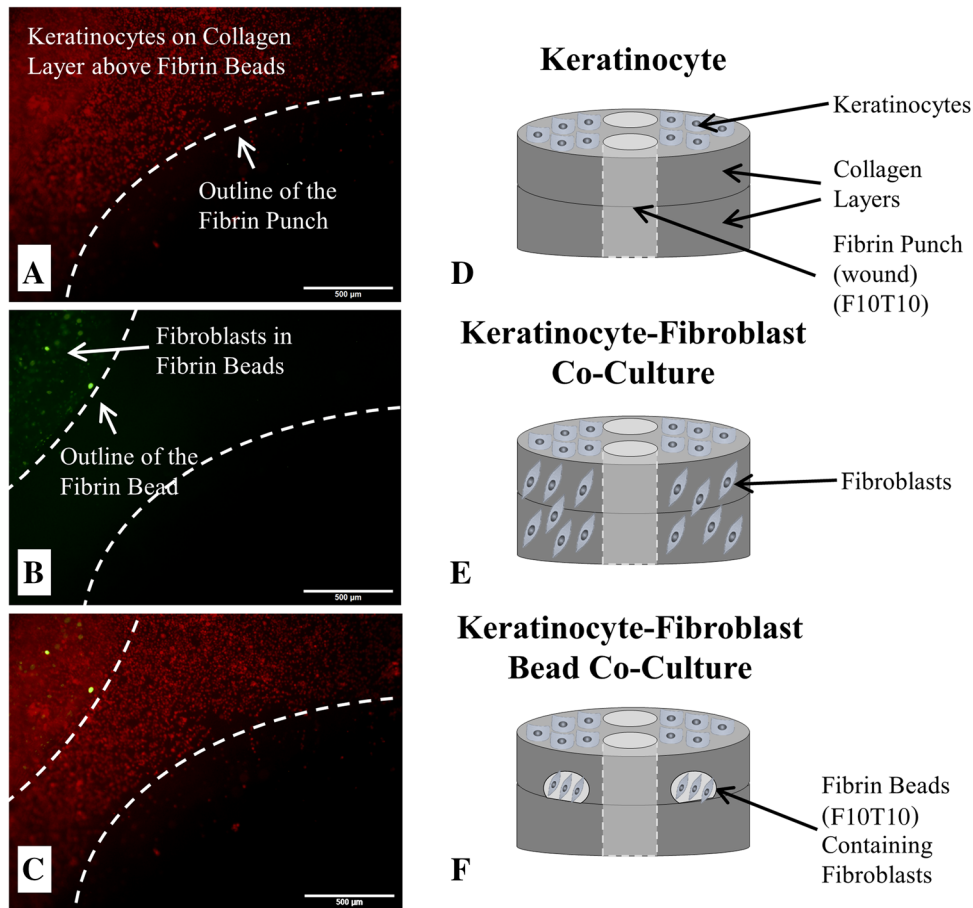 Keratinocytes on Collagen
Layer above Fibrin Beads
Outline of the
Fibrin Punch
A
500 µm
Fibroblasts in
Fibrin Beads
Outline of the
Fibrin Bead
B
500 µm
C
500 µm
Keratinocyte
Keratinocytes
Collagen
Layers
Fibrin Punch
(wound)
(F10T10)
D
Keratinocyte-Fibroblast
Co-Culture
Fibroblasts
E
Keratinocyte-Fibroblast
Bead Co-Culture
Fibrin Beads
(F10T10)
Containing
Fibroblasts
F